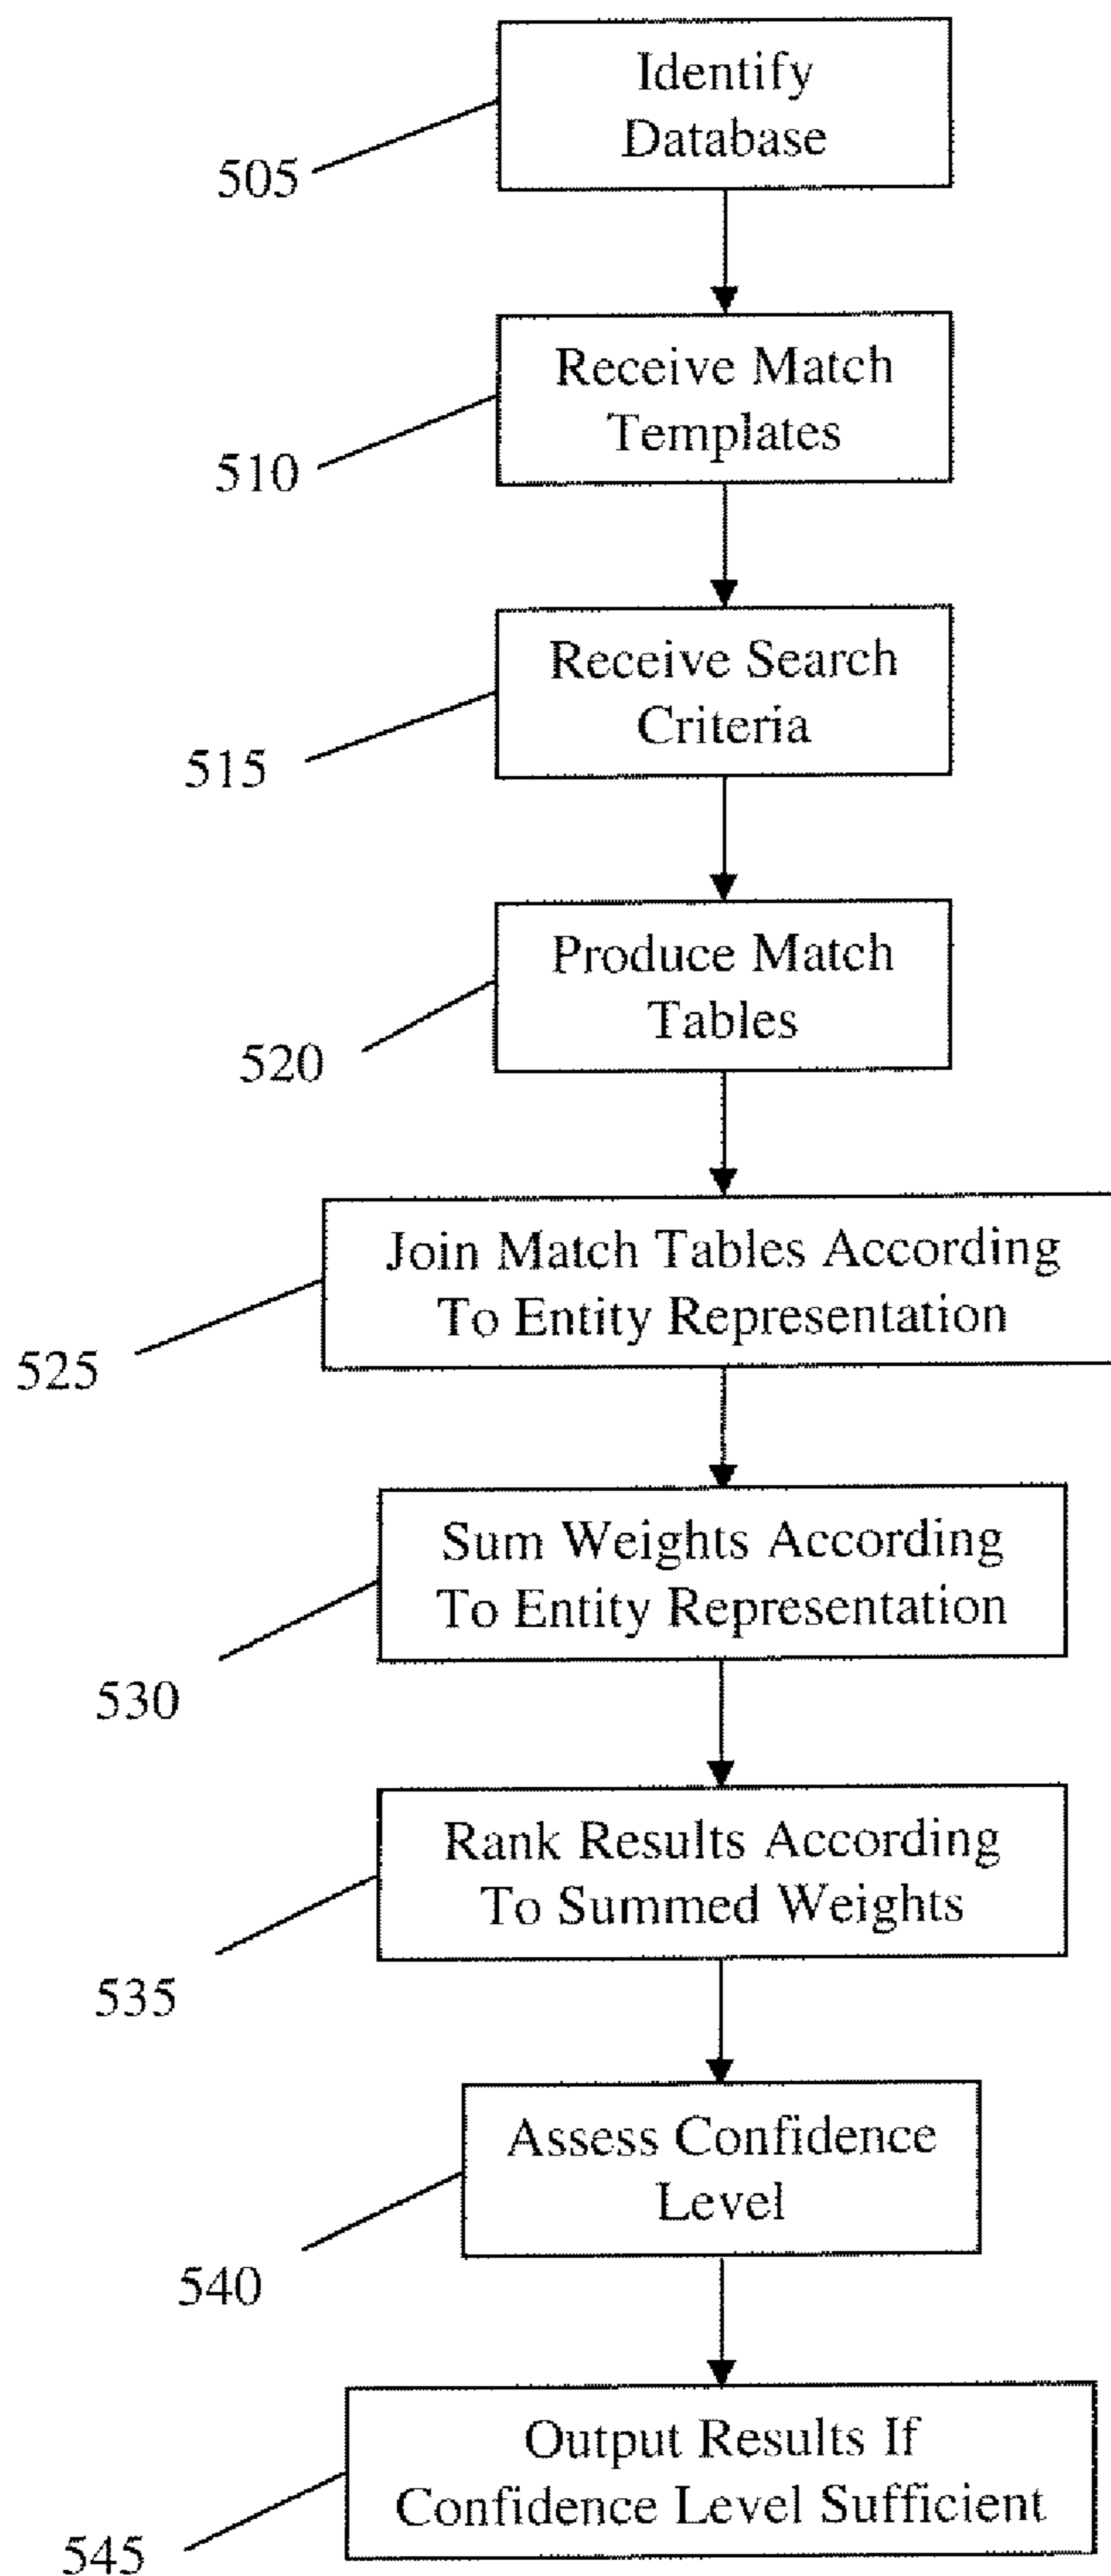 Identify
Database
505
Receive Match
Templates
510
Receive Search
Criteria
515
Produce Match
Tables
520
Join Match Tables According
To Entity Representation
525
Sum Weights According
To Entity Representation
530
Rank Results According
To Summed Weights
535
Assess Confidence
Level
540
Output Results If
Confidence Level Sufficient
545